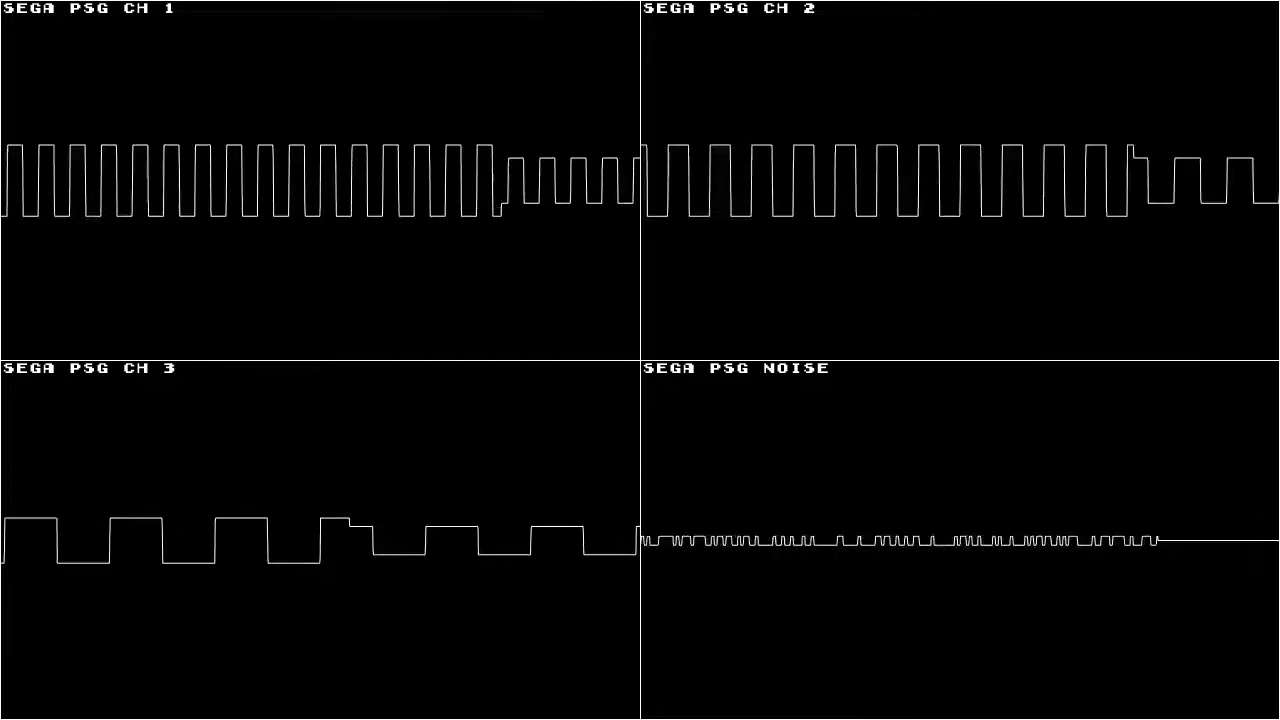 SEGA PSG CH 1
SEGA PSG CH 2
SEGA PSG CH 3
SEGA PSG NOISE